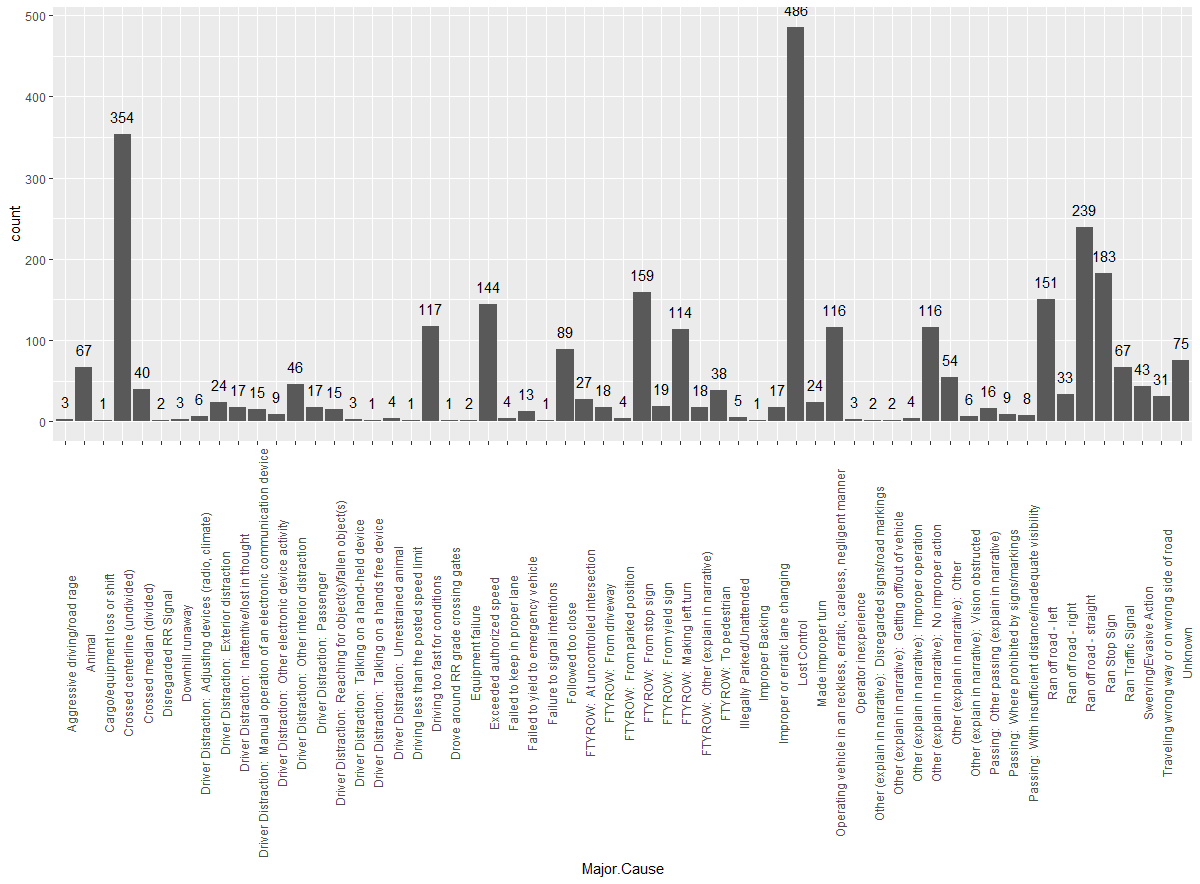 500
400
300
200
100
0
count
3
67
1
354
40
2
3
6
24
17
15
9
46
17
15
3
1
4
1
117
1
2
144
4
13
1
89
27
18
4
159
19
114
18
38
5
1
17
486
24
116
3
2
2
4
116
54
6
16
9
8
151
33
239
183
67
43
31
75
Aggressive driving/road rage
Animal
Cargo/equipment loss or shift
Crossed centerline (undivided)
Crossed median (divided)
Disregarded RR Signal
Downhill runaway
Driver Distraction: Adjusting devices (radio, climate)
Driver Distraction: Exterior distraction
Driver Distraction: Inattentive/lost in thought
Driver Distraction: Manual operation of an electronic communication device
Driver Distraction: Other electronic device activity
Driver Distraction: Other interior distraction
Driver Distraction: Passenger
Driver Distraction: Reaching for object(s)/fallen object(s)
Driver Distraction: Talking on a hand-held device
Driver Distraction: Talking on a hands free device
Driver Distraction: Unrestrained animal
Driving less than the posted speed limit
Driving too fast for conditions
Drove around RR grade crossing gates
Equipment failure
Exceeded authorized speed
Failed to keep in proper lane
Failed to yield to emergency vehicle
Failure to signal intentions
Followed too close
FTYROW: At uncontrolled intersection
FTYROW: From driveway
FTYROW: From parked position
FTYROW: From stop sign
FTYROW: From yield sign
FTYROW: Making left turn
FTYROW: Other (explain in narrative)
FTYROW: To pedestrian
Illegally Parked/Unattended
Improper Backing
Improper or erratic lane changing
Lost Control
Made improper turn
Operating vehicle in an reckless, erratic, careless, negligent manner
Operator inexperience
Other (explain in narrative): Disregarded signs/road markings
Other (explain in narrative): Getting off/out of vehicle
Other (explain in narrative): Improper operation
Other (explain in narrative): No improper action
Other (explain in narrative): Other
Other (explain in narrative): Vision obstructed
Passing: Other passing (explain in narrative)
Passing: Where prohibited by signs/markings
Passing: With insufficient distance/inadequate visibility
Ran off road - left
Ran off road - right
Ran off road - straight
Ran Stop Sign
Ran Traffic Signal
Swerving/Evasive Action
Traveling wrong way or on wrong side of road
Unknown
Major.Cause